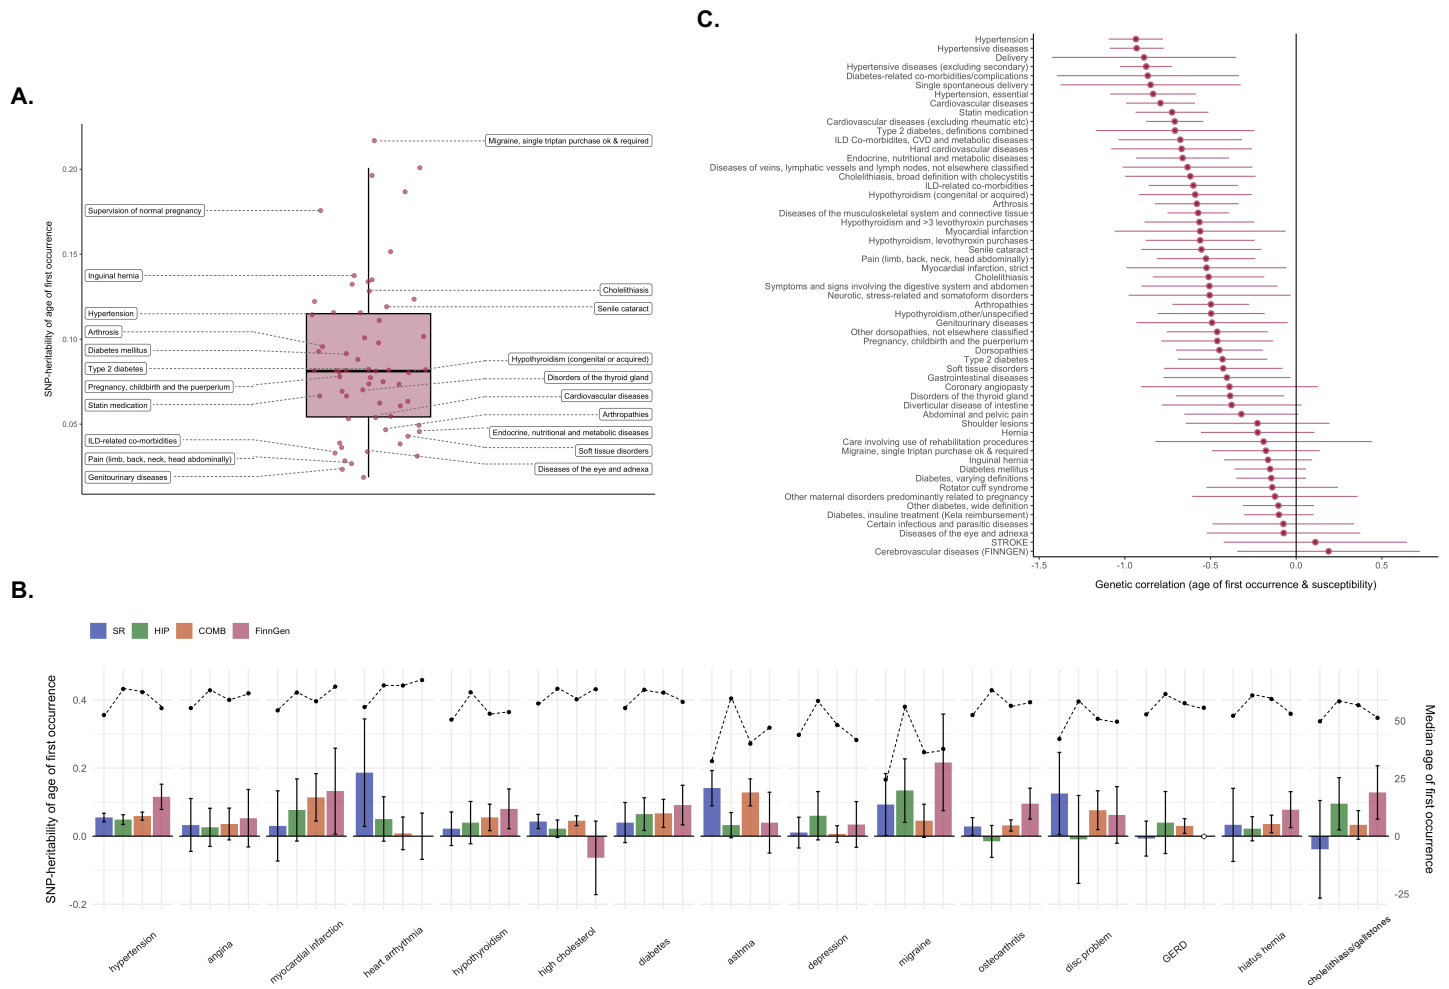 A.
SNP-heritability of age of first occurrence
0.20
0.15
0.10
0.05
Migraine, single triptan purchase ok & required
Supervision of normal pregnancy
Inguinal hernia
Cholelithiasis
Senile cataract
Hypertension
Arthrosis
Diabetes mellitus
Hypothyroidism (congenital or acquired)
Type 2 diabetes
Disorders of the thyroid gland
Pregnancy, childbirth and the puerperium
Cardiovascular diseases
Statin medication
Arthropathies
Endocrine, nutritional and metabolic diseases
ILD-related co-morbidities
Soft tissue disorders
Pain (limb, back, neck, head abdominally)
Diseases of the eye and adnexa
Genitourinary diseases
C.
Hypertension
Hypertensive diseases
Delivery
Hypertensive diseases (excluding secondary)
Diabetes-related co-morbidities/complications
Single spontaneous delivery
Hypertension, essential
Cardiovascular diseases
Statin medication
Cardiovascular diseases (excluding rheumatic etc)
Type 2 diabetes, definitions combined
ILD Co-morbidites, CVD and metabolic diseases
Hard cardiovascular diseases
Endocrine, nutritional and metabolic diseases
Diseases of veins, lymphatic vessels and lymph nodes, not elsewhere classified
Cholelithiasis, broad definition with cholecystitis
ILD-related co-morbidities
Hypothyroidism (congenital or acquired)
Arthrosis
Diseases of the musculoskeletal system and connective tissue
Hypothyroidism and >3 levothyroxin purchases
Myocardial infarction
Hypothyroidism, levothyroxin purchases
Senile cataract
Pain (limb, back, neck, head abdominally)
Myocardial infarction, strict
Cholelithiasis
Symptoms and signs involving the digestive system and abdomen
Neurotic, stress-related and somatoform disorders
Arthropathies
Hypothyroidism,other/unspecified
Genitourinary diseases
Other dorsopathies, not elsewhere classified
Pregnancy, childbirth and the puerperium
Dorsopathies
Type 2 diabetes
Soft tissue disorders
Gastrointestinal diseases
Coronary angiopasty
Disorders of the thyroid gland
Diverticular disease of intestine
Abdominal and pelvic pain
Shoulder lesions
Hernia
Care involving use of rehabilitation procedures
Migraine, single triptan purchase ok & required
Inguinal hernia
Diabetes mellitus
Diabetes, varying definitions
Rotator cuff syndrome
Other maternal disorders predominantly related to pregnancy
Other diabetes, wide definition
Diabetes, insuline treatment (Kela reimbursement)
Certain infectious and parasitic diseases
Diseases of the eye and adnexa
STROKE
Cerebrovascular diseases (FINNGEN)
-1.5 -1.0 -0.5 0.0 0.5
Genetic correlation (age of first occurrence & susceptibility)
B.
SR HIP COMB FinnGen
SNP-heritability of age of first occurrence
0.4
0.2
0.0
-0.2
50
25
0
-25
Median age of first occurrence
hypertension
angina
myocardial infarction
heart arrhythmia
hypothyroidism
high cholesterol
diabetes
asthma
depression
migraine
osteoarthritis
disc problem
GERD
hiatus hernia
cholelithiasis/gallstones